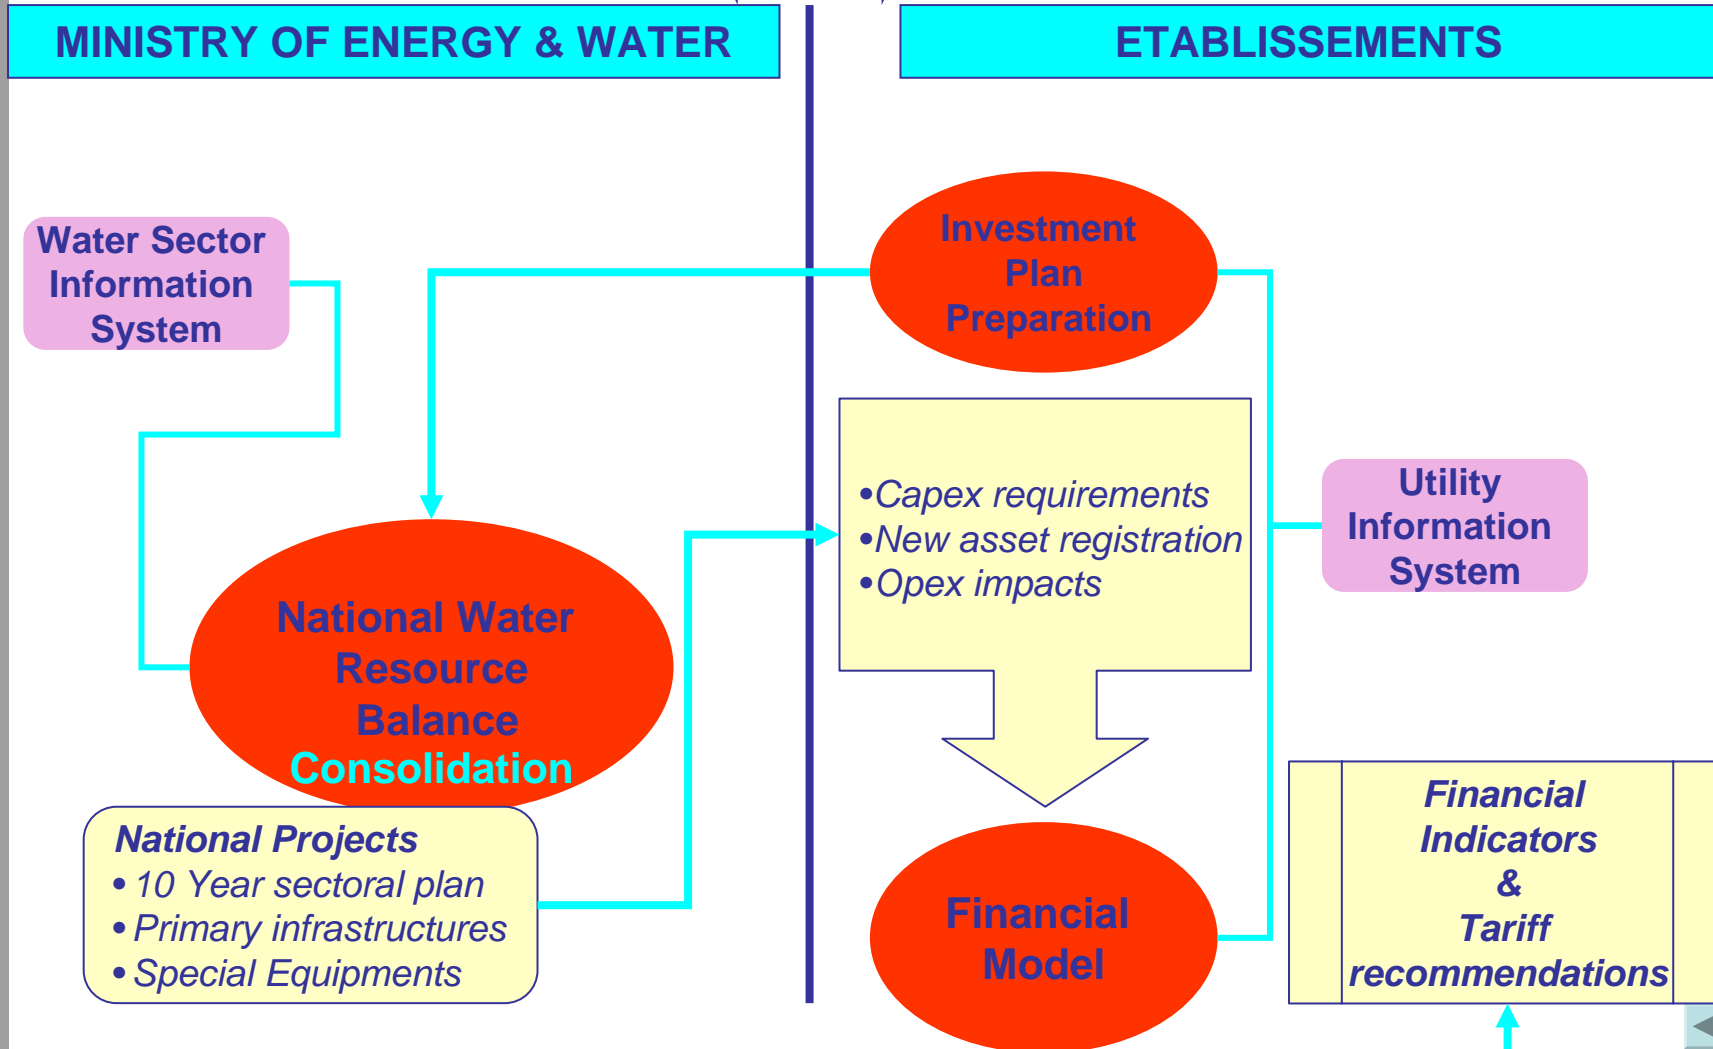 MINISTRY OF ENERGY & WATER
ETABLISSEMENTS
Water Sector
Information
System
Investment
Plan
Preparation
•Capex requirements
•New asset registration
•Opex impacts
Utility
Information
System
National Water
Resource
Balance
Consolidation
National Projects
• 10 Year sectoral plan
• Primary infrastructures
• Special Equipments
Financial
Model
Financial
Indicators
&
Tariff
recommendations